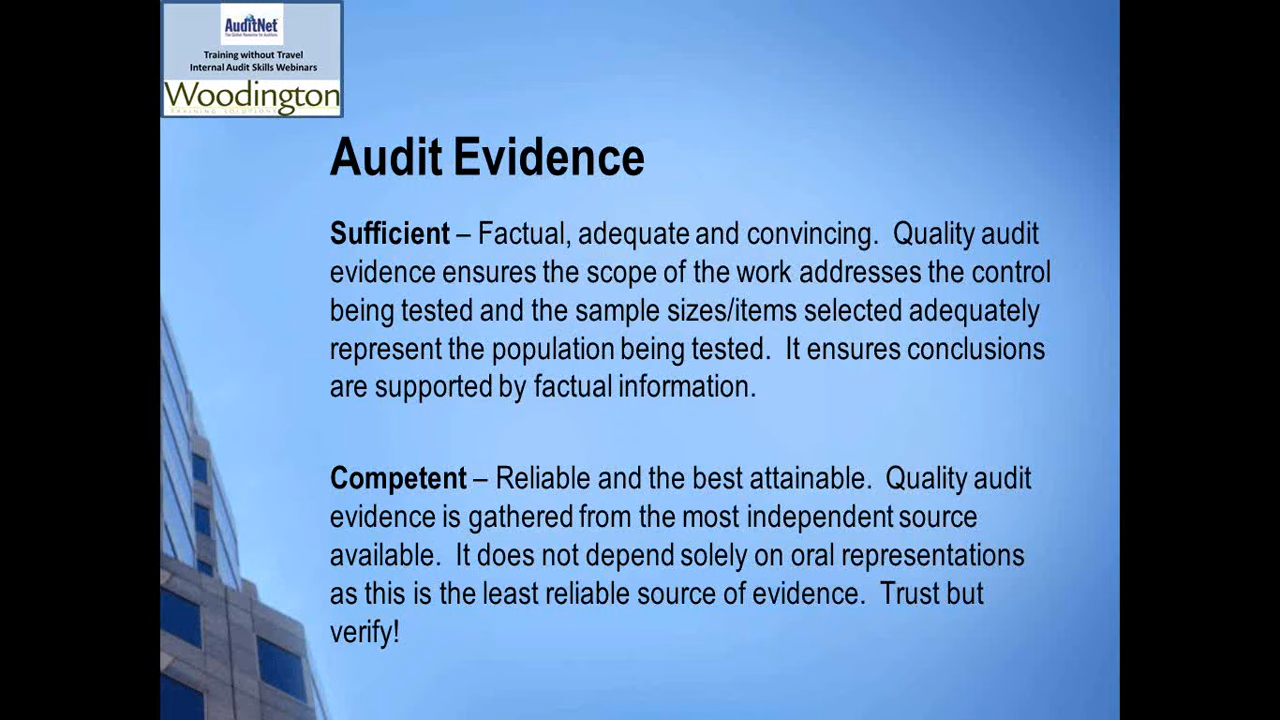 AuditNet
Training without Travel
Internal Audit Skills Webinars
Woodington
TRAINING SOLUTIONS
Audit Evidence
Sufficient – Factual, adequate and convincing. Quality audit
evidence ensures the scope of the work addresses the control
being tested and the sample sizes/items selected adequately
represent the population being tested. It ensures conclusions
are supported by factual information.
Competent – Reliable and the best attainable. Quality audit
evidence is gathered from the most independent source
available. It does not depend solely on oral representations
as this is the least reliable source of evidence. Trust but
verify!